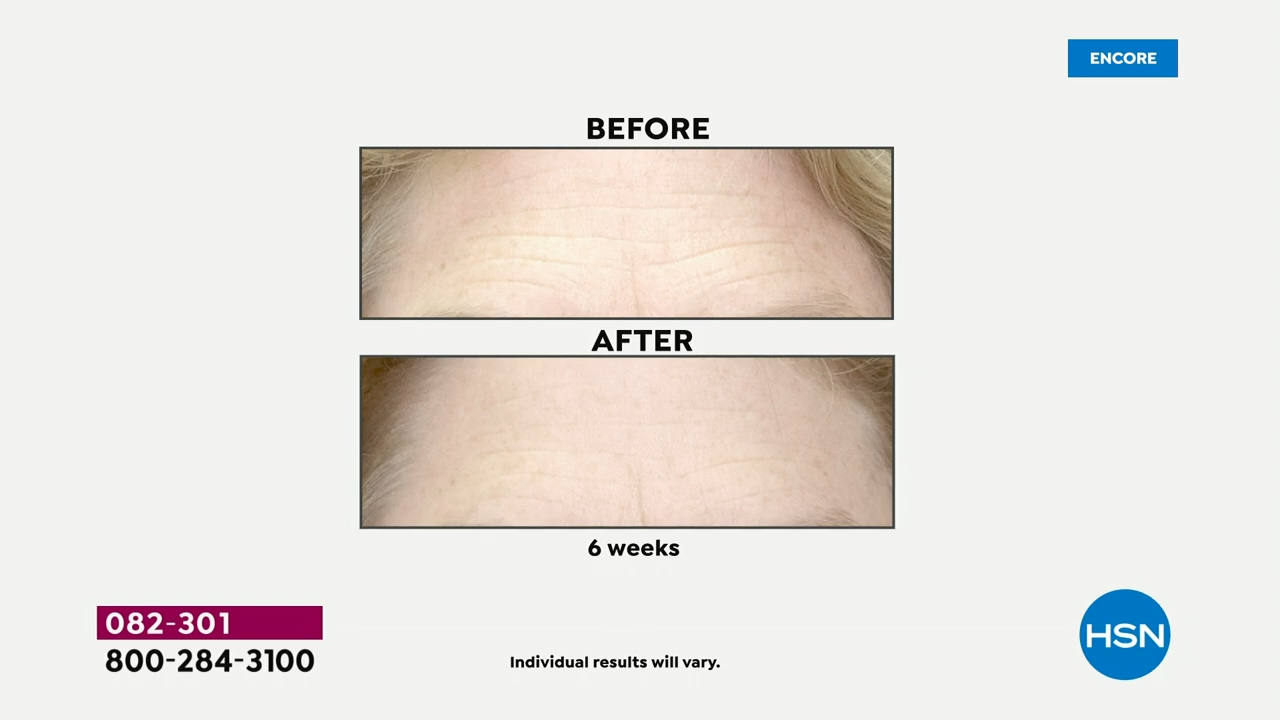 ENCORE
BEFORE
AFTER
6 weeks
082-301
800-284-3100
Individual results will vary.
HSN